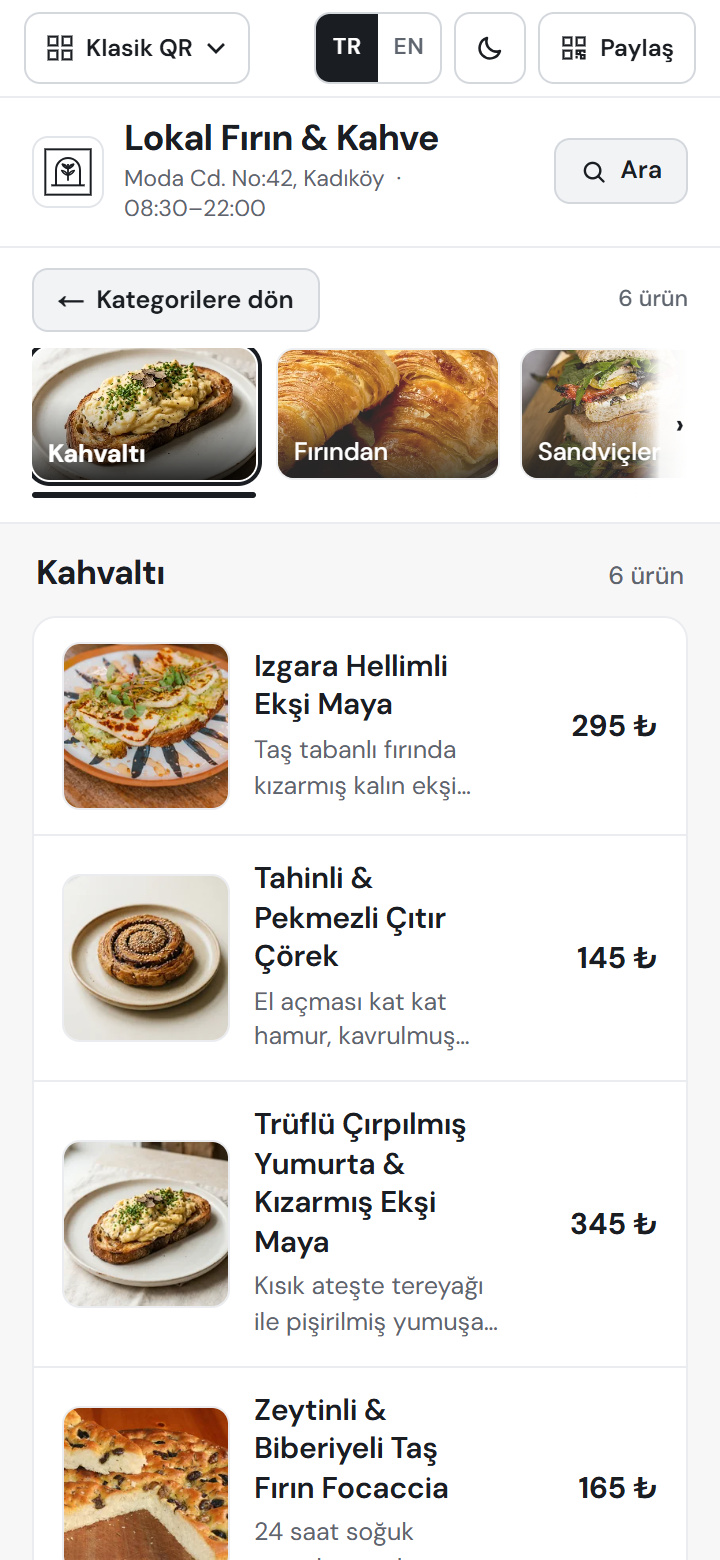 Klasik QR
TR
EN
Paylaş
Lokal Fırın & Kahve
Moda Cd. No:42, Kadıköy ·
08:30–22:00
Ara
← Kategorilere dön
6 ürün
Kahvaltı
Fırından
Sandviçler
›
Kahvaltı
6 ürün
Izgara Hellimli
Ekşi Maya
Taş tabanlı fırında
kızarmış kalın ekşi...
295 ₺
Tahinli &
Pekmezli Çıtır
Çörek
El açması kat kat
hamur, kavrulmuş...
145 ₺
Trüflü Çırpılmış
Yumurta &
Kızarmış Ekşi
Maya
Kısık ateşte tereyağı
ile pişirilmiş yumuşa...
345 ₺
Zeytinli &
Biberiyeli Taş
Fırın Focaccia
24 saat soğuk
165 ₺